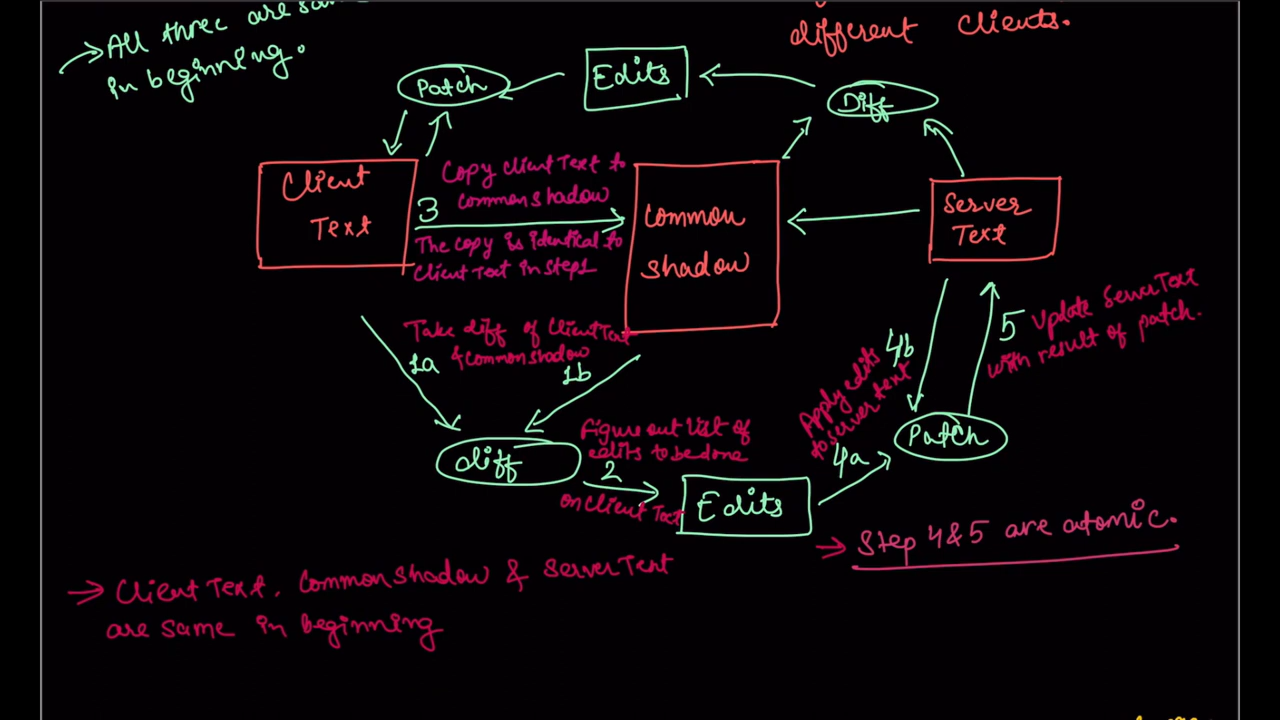 All three are same
in beginning.
different clients.
Patch
Edits
Diff
Client
Text
3
Copy Client Text to
common shadow
The copy is identical to
Client Text in Step 1
Common
shadow
Server
Text
Take diff of Client Text
& Common shadow
1a
1b
diff
Figure out list of
edits to be done
2
on Client Text
Edits
Apply edits
to server text
4a
4b
Patch
5 Update Server Text
with result of patch.
→ Step 4 & 5 are atomic.
→ Client Text, Common Shadow & Server Text
are same in beginning